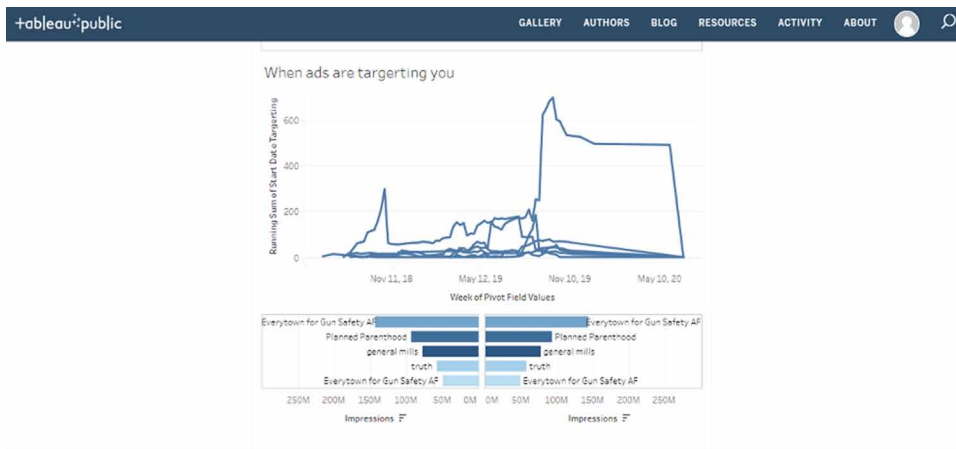 +ab|eau public
GALLERY AUTHORS BLOG RESOURCES ACTIVITY ABOUT
When ads are targerting you
Running Sum of Start Date Targerting
600
400
200
0
Nov 11, 18 May 12, 19 Nov 10, 19 May 10, 20
Week of Pivot Field Values
Everytown for Gun Safety AF Everytown for Gun Safety AF
Planned Parenthood Planned Parenthood
general mills general mills
truth truth
Everytown for Gun Safety AF Everytown for Gun Safety AF
250M 200M 150M 100M 50M 0M 0M 50M 100M 150M 200M 250M
Impressions Impressions